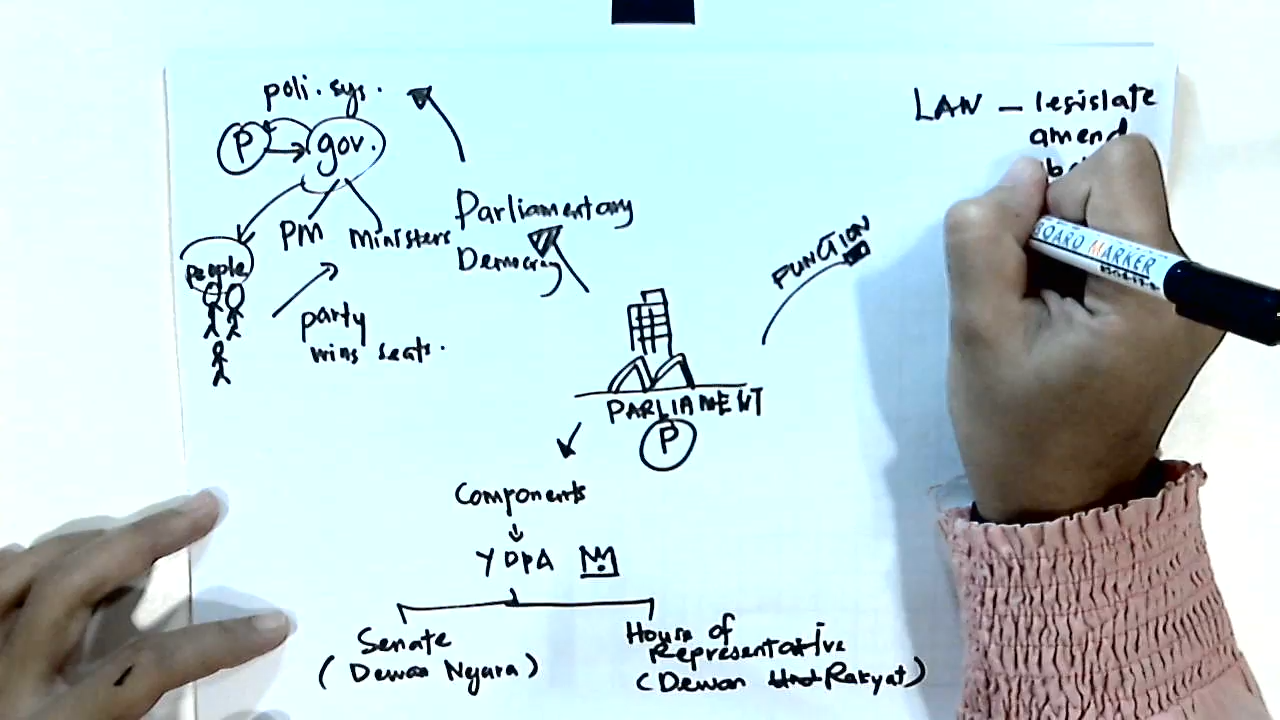 poli. sys.
P gov.
PM ministers
people
party
wins seats.
Parliamentary
Democracy
PARLIAMENT
P
FUNCTION
LAW – legislate
amend
BOARD MARKER
Components
YDPA
Senate
(Dewan Negara)
House of
Representative
(Dewan Rakyat)